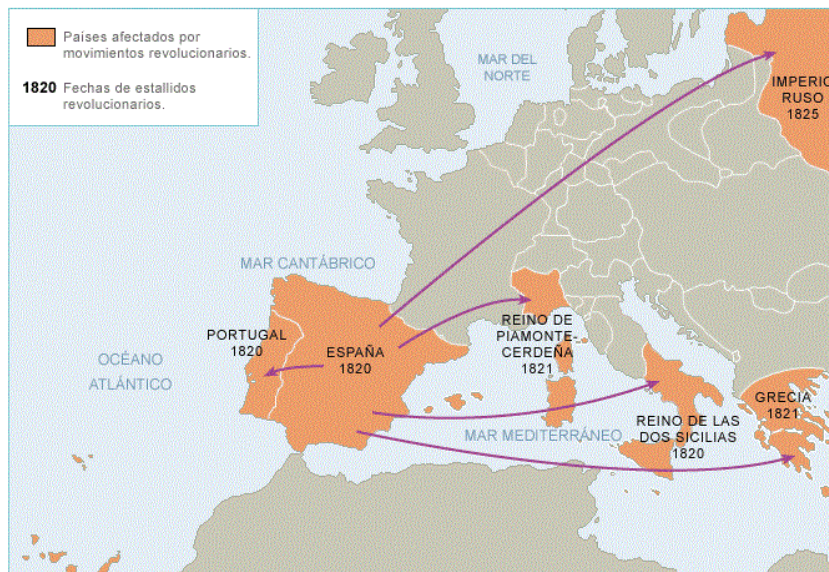 Países afectados por
movimientos revolucionarios.
1820 Fechas de estallidos
revolucionarios.
MAR DEL
NORTE
IMPERIO
RUSO
1825
MAR CANTÁBRICO
PORTUGAL
1820
ESPAÑA
1820
REINO DE
PIAMONTE-
CERDEÑA
1821
OCÉANO
ATLÁNTICO
GRECIA
1821
MAR MEDITERRÁNEO
REINO DE LAS
DOS SICILIAS
1820